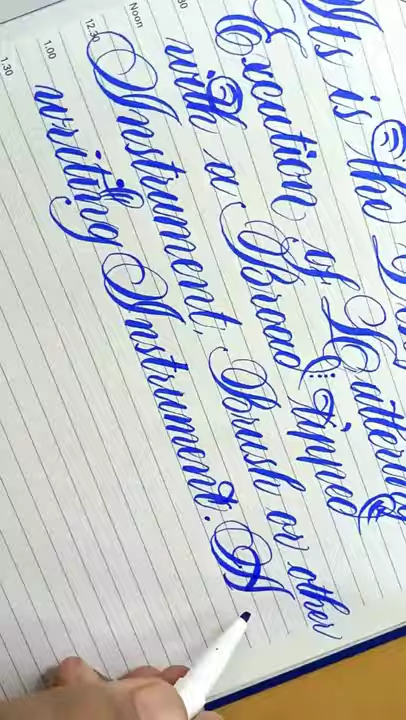 is the
Execution of Lettering
with a Broad Tipped
Instrument, Brush or other
writing Instrument. A
30
Noon
12.30
1.00
1.30